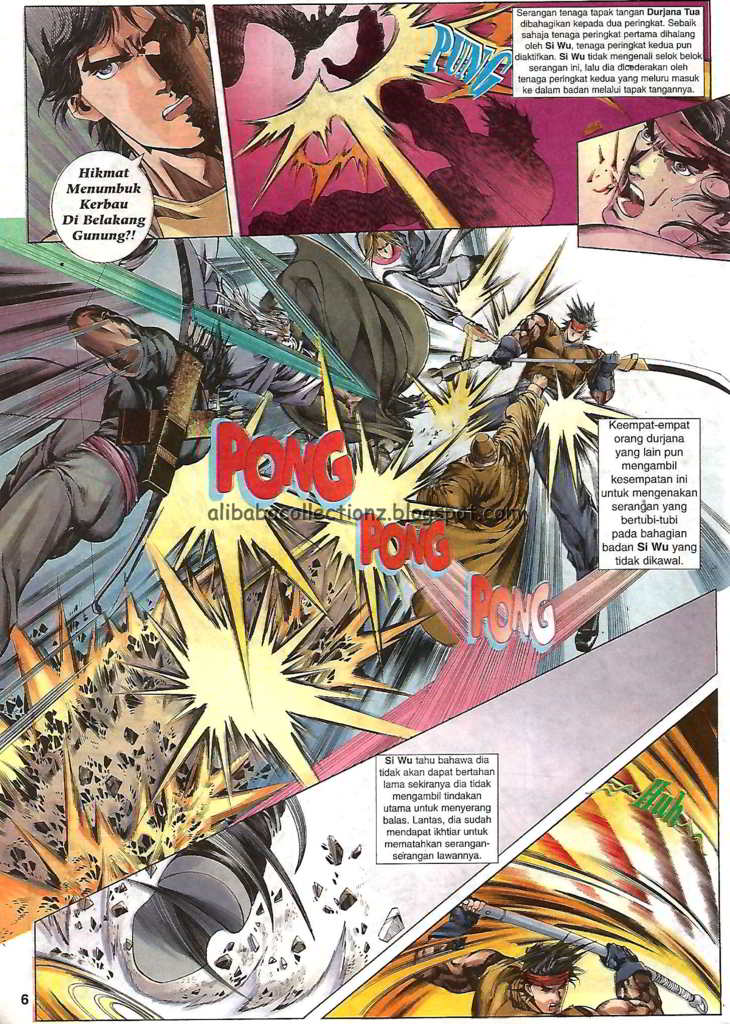 Serangan tenaga tapak tangan Durjana Tua
dibahagikan kepada dua peringkat. Sebaik
sahaja tenaga peringkat pertama dihalang
oleh Si Wu, tenaga peringkat kedua pun
diaktifkan. Si Wu tidak mengenali selok belok
serangan ini, lalu dia dicederakan oleh
tenaga peringkat kedua yang meluru masuk
ke dalam badan melalui tapak tangannya.
PUNG
Hikmat
Menumbuk
Kerbau
Di Belakang
Gunung?!
Keempat-empat
orang durjana
yang lain pun
mengambil
kesempatan ini
untuk mengenakan
serangan yang
bertubi-tubi
pada bahagian
badan Si Wu yang
tidak dikawal.
PONG
alibabacollectionz.blogspot.com
PONG
PONG
Si Wu tahu bahawa dia
tidak akan dapat bertahan
lama sekiranya dia tidak
mengambil tindakan
utama untuk menyerang
balas. Lantas, dia sudah
mendapat ikhtiar untuk
mematahkan serangan-
serangan lawannya.
Huh
6